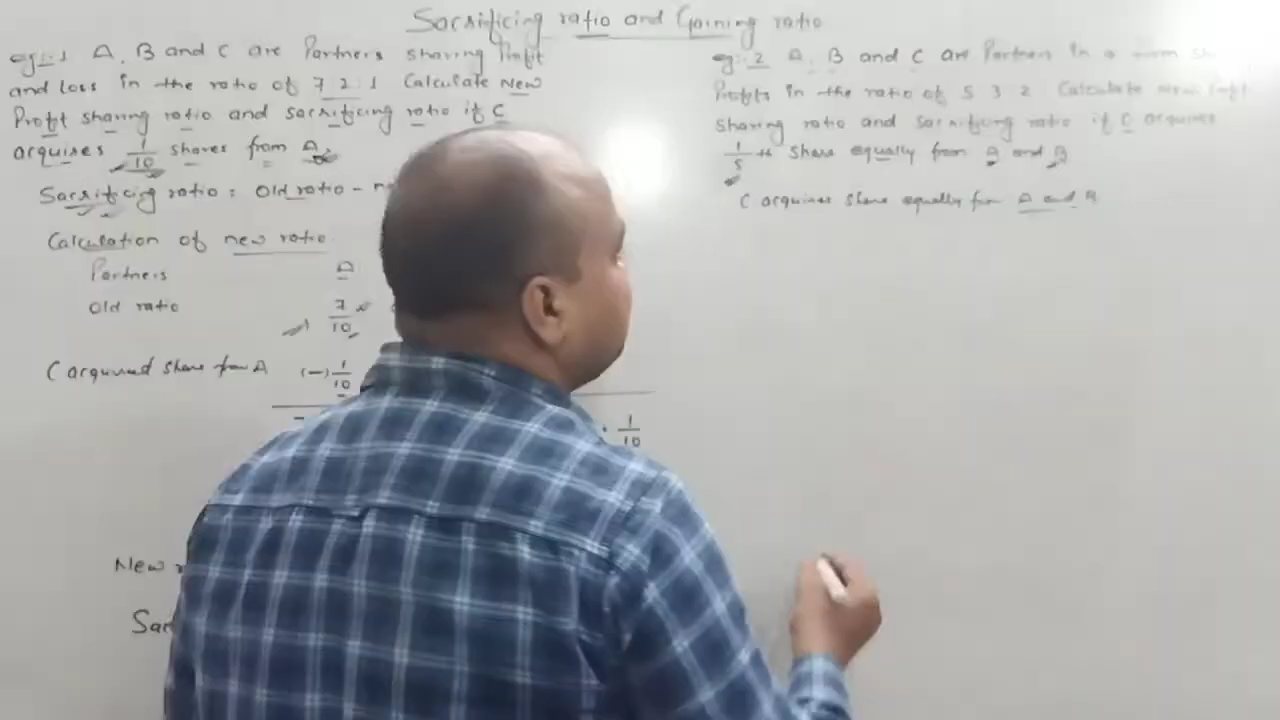 Sacrificing ratio and Gaining ratio
eg:-1 A, B and C are Partners sharing Profit
and loss in the ratio of 7 2:1 Calculate New
Profit sharing ratio and sacrificing ratio if C
acquires 1/10 shares from A.
Sacrificing ratio = Old ratio -
Calculation of new ratio
Partners A
Old ratio 7/10
C acquired share from A (-) 1/10
1/10
New
eg:- 2 A, B and C are Partners in a
Profits in the ratio of 5 3 2 Calculate
sharing ratio and sacrificing ratio if C acquires
1/5 th share equally from A and B
C acquires share equally from A and B